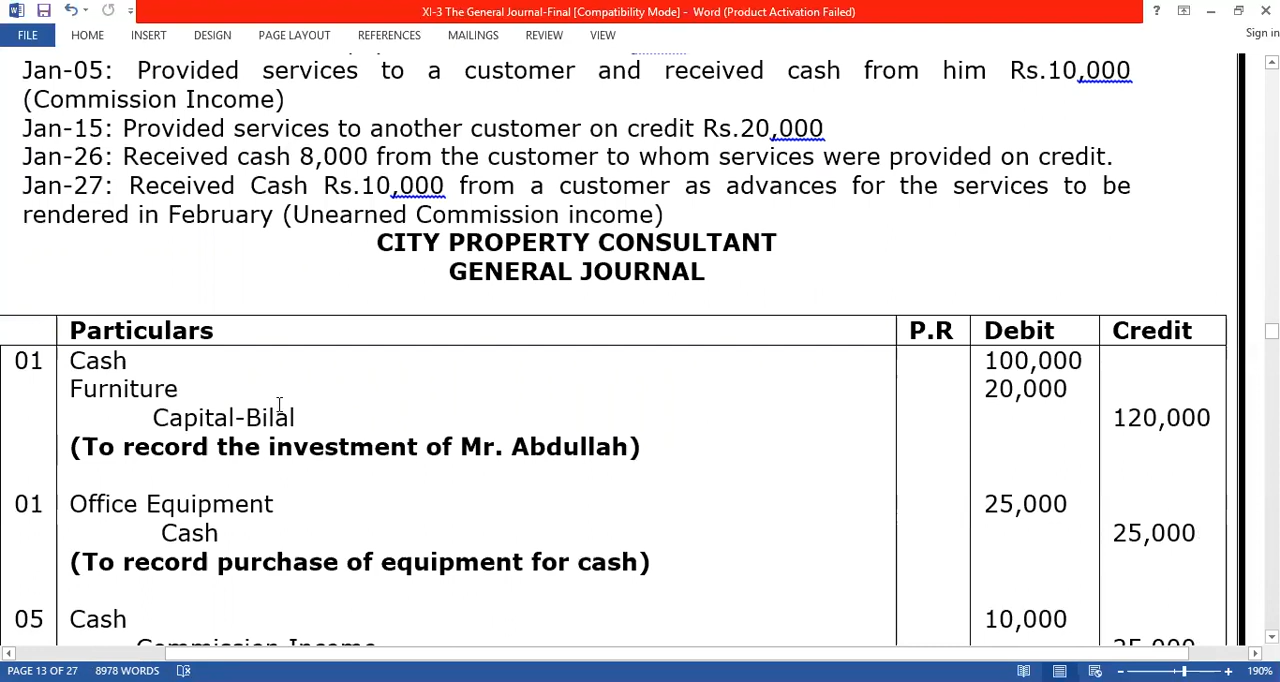 XI-3 The General Journal-Final [Compatibility Mode] - Word (Product Activation Failed)
?
FILE HOME INSERT DESIGN PAGE LAYOUT REFERENCES MAILINGS REVIEW VIEW Sign in
Jan-05: Provided services to a customer and received cash from him Rs.10,000
(Commission Income)
Jan-15: Provided services to another customer on credit Rs.20,000
Jan-26: Received cash 8,000 from the customer to whom services were provided on credit.
Jan-27: Received Cash Rs.10,000 from a customer as advances for the services to be
rendered in February (Unearned Commission income)
CITY PROPERTY CONSULTANT
GENERAL JOURNAL
Particulars P.R Debit Credit
01 Cash 100,000
Furniture 20,000
Capital-Bilal 120,000
(To record the investment of Mr. Abdullah)
01 Office Equipment 25,000
Cash 25,000
(To record purchase of equipment for cash)
05 Cash 10,000
Commission Income
PAGE 13 OF 27 8978 WORDS 190%